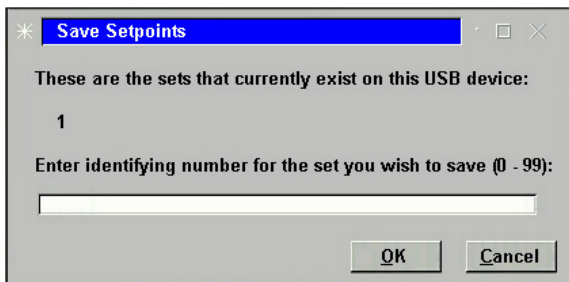 Save Setpoints
These are the sets that currently exist on this USB device:
1
Enter identifying number for the set you wish to save (0 - 99):
OK
Cancel